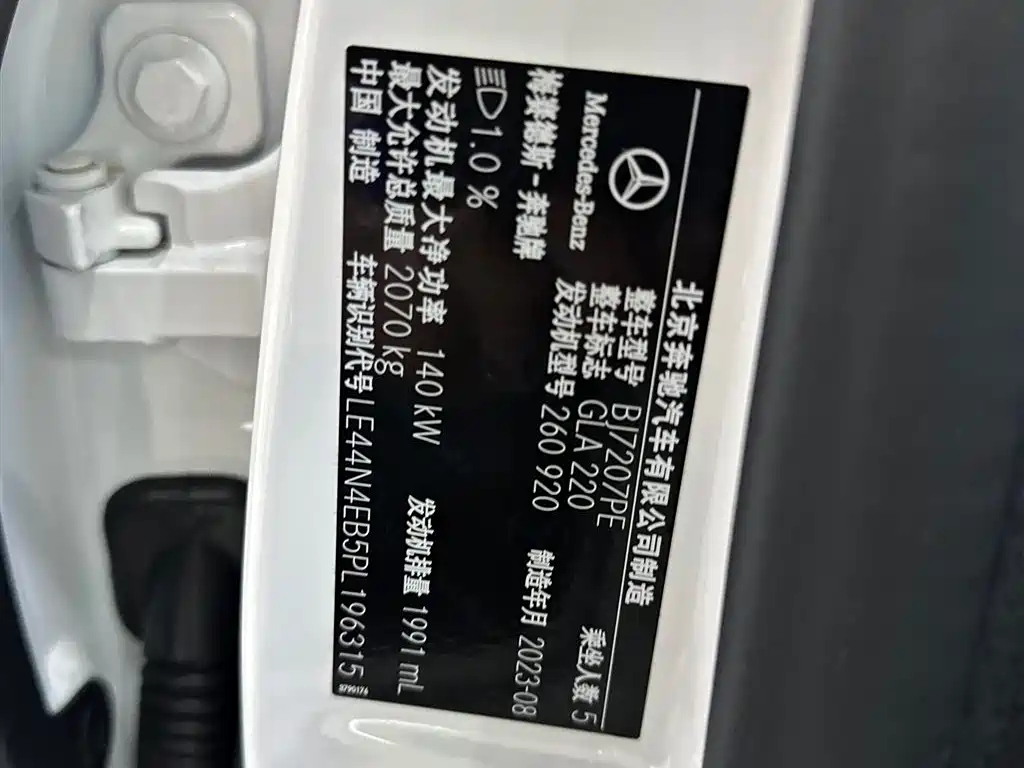 北京奔驰汽车有限公司制造
Mercedes-Benz
梅赛德斯-奔驰牌
整车型号 BJ7207PE
整车标志 GLA 220
乘坐人数 5
发动机型号 260 920
制造年月 2023-08
1.0 %
发动机最大净功率 140 kW
发动机排量 1991 mL
最大允许总质量 2070 kg
中国 制造
车辆识别代号 LE44N4EB5PL196315